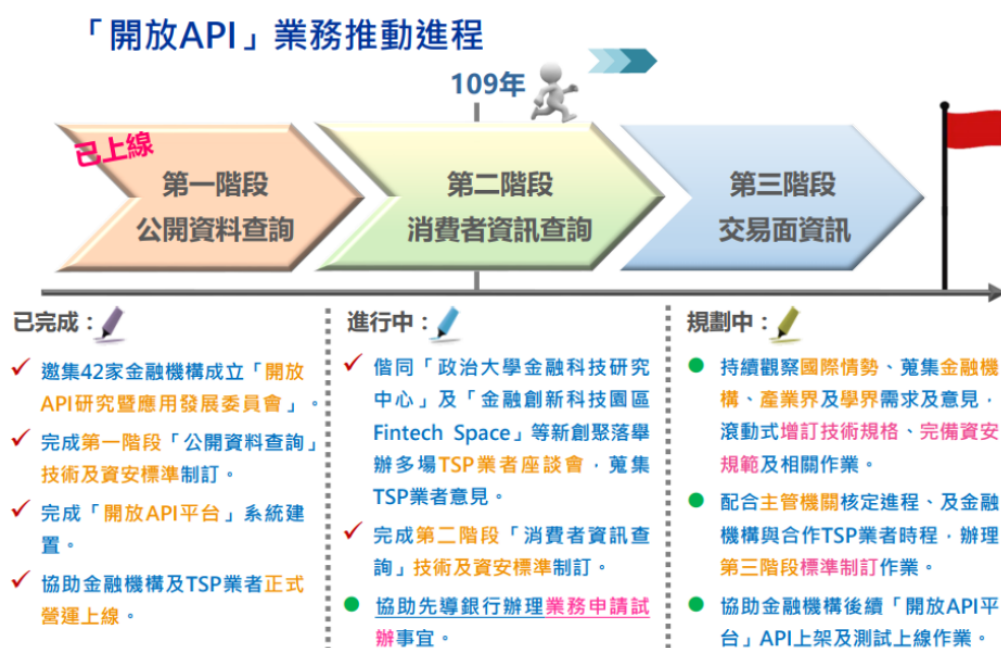 「開放API」業務推動進程
109年
已上線
第一階段
公開資料查詢
第二階段
消費者資訊查詢
第三階段
交易面資訊
已完成：
邀集42家金融機構成立「開放
API研究暨應用發展委員會」。
完成第一階段「公開資料查詢」
技術及資安標準制訂。
完成「開放API平台」系統建
置。
協助金融機構及TSP業者正式
營運上線。
進行中：
偕同「政治大學金融科技研究
中心」及「金融創新科技園區
Fintech Space」等新創聚落舉
辦多場TSP業者座談會，蒐集
TSP業者意見。
完成第二階段「消費者資訊查
詢」技術及資安標準制訂。
協助先導銀行辦理業務申請試
辦事宜。
規劃中：
持續觀察國際情勢、蒐集金融機
構、產業界及學界需求及意見，
滾動式增訂技術規格、完備資安
規範及相關作業。
配合主管機關核定進程、及金融
機構與合作TSP業者時程，辦理
第三階段標準制訂作業。
協助金融機構後續「開放API平
台」API上架及測試上線作業。